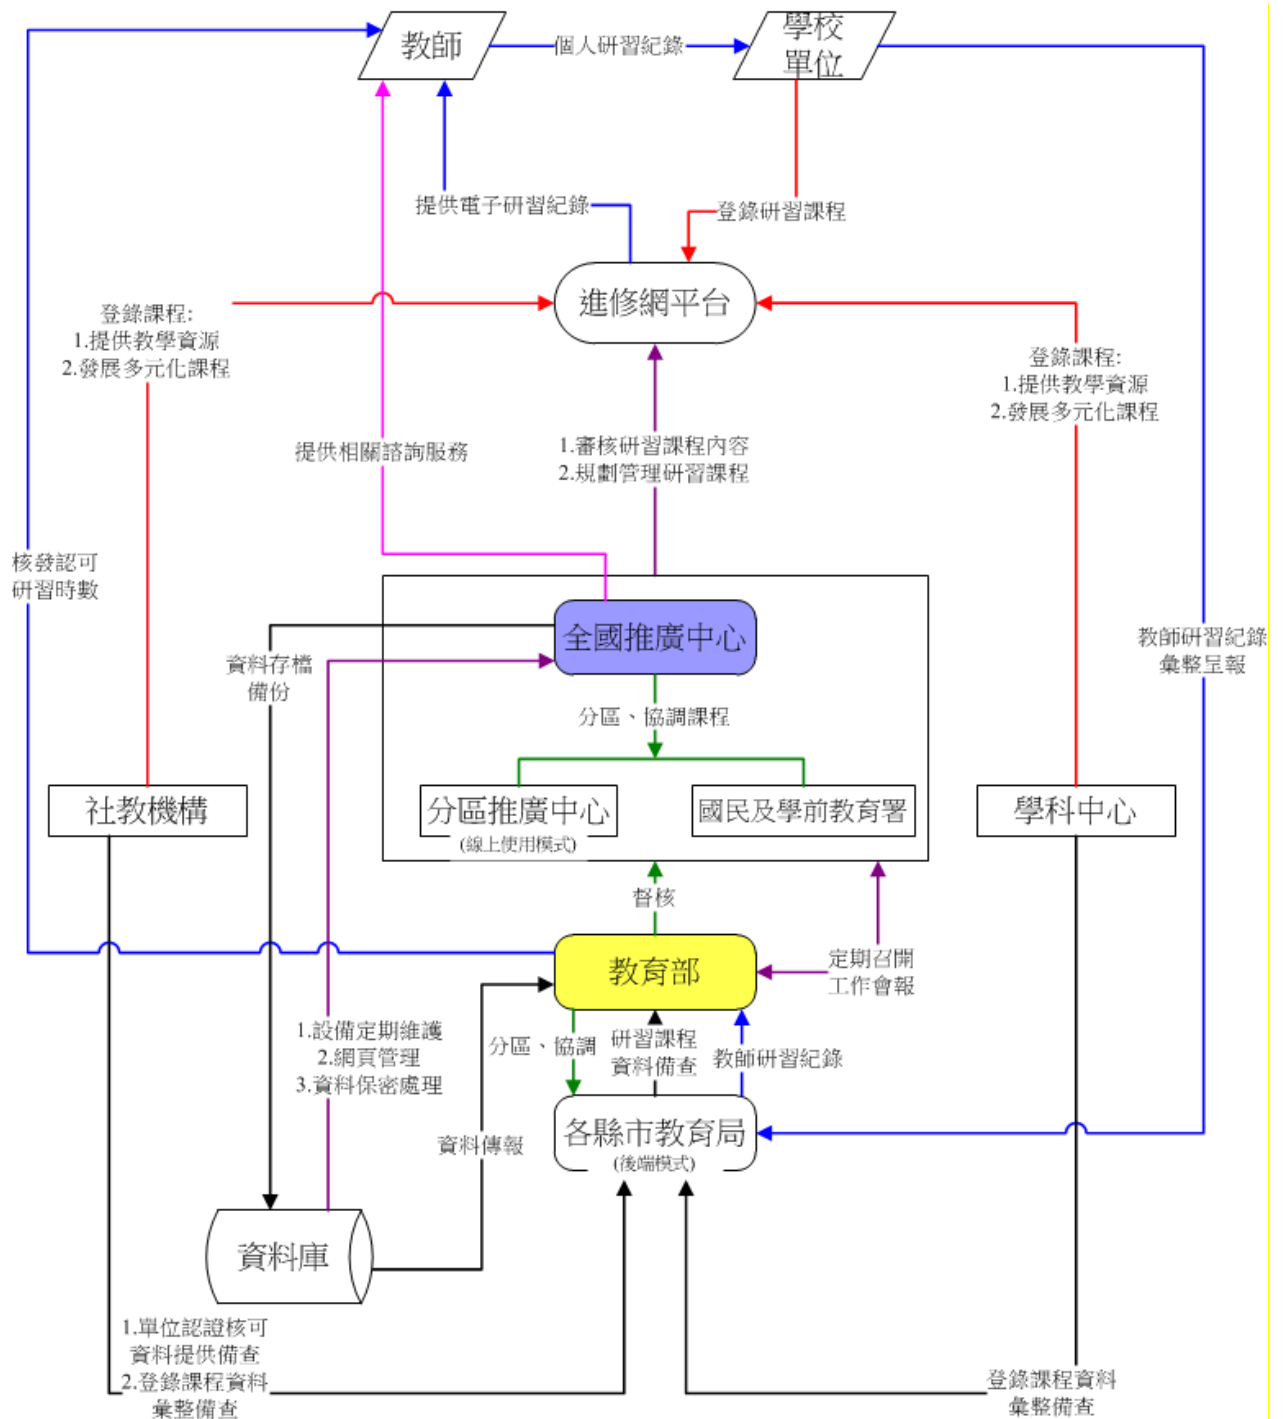 教師
個人研習紀錄
學校
單位
提供電子研習紀錄
登錄研習課程
進修網平台
登錄課程:
1.提供教學資源
2.發展多元化課程
登錄課程:
1.提供教學資源
2.發展多元化課程
提供相關諮詢服務
1.審核研習課程內容
2.規劃管理研習課程
核發認可
研習時數
全國推廣中心
資料存檔
備份
教師研習紀錄
彙整呈報
分區、協調課程
社教機構
分區推廣中心
(線上使用模式)
國民及學前教育署
學科中心
督核
教育部
定期召開
工作會報
1.設備定期維護
2.網頁管理
3.資料保密處理
分區、協調
研習課程
資料備查
教師研習紀錄
資料傳報
各縣市教育局
(後端模式)
資料庫
1.單位認證核可
資料提供備查
2.登錄課程資料
彙整備查
登錄課程資料
彙整備查